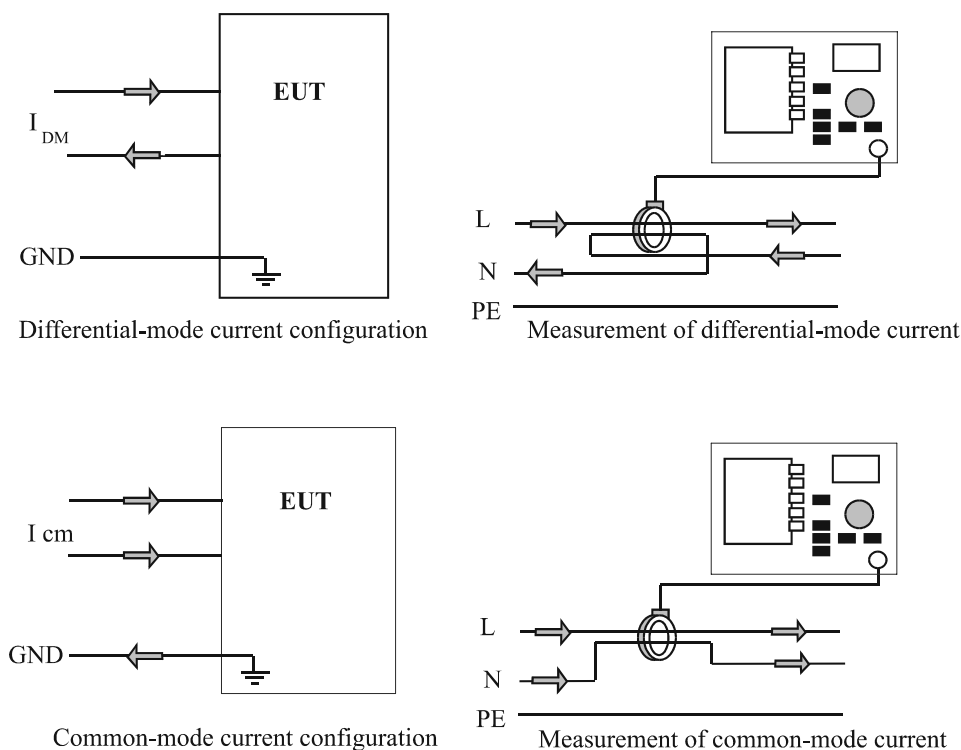 EUT
I DM
GND
Differential-mode current configuration
L
N
PE
Measurement of differential-mode current
EUT
I cm
GND
Common-mode current configuration
L
N
PE
Measurement of common-mode current